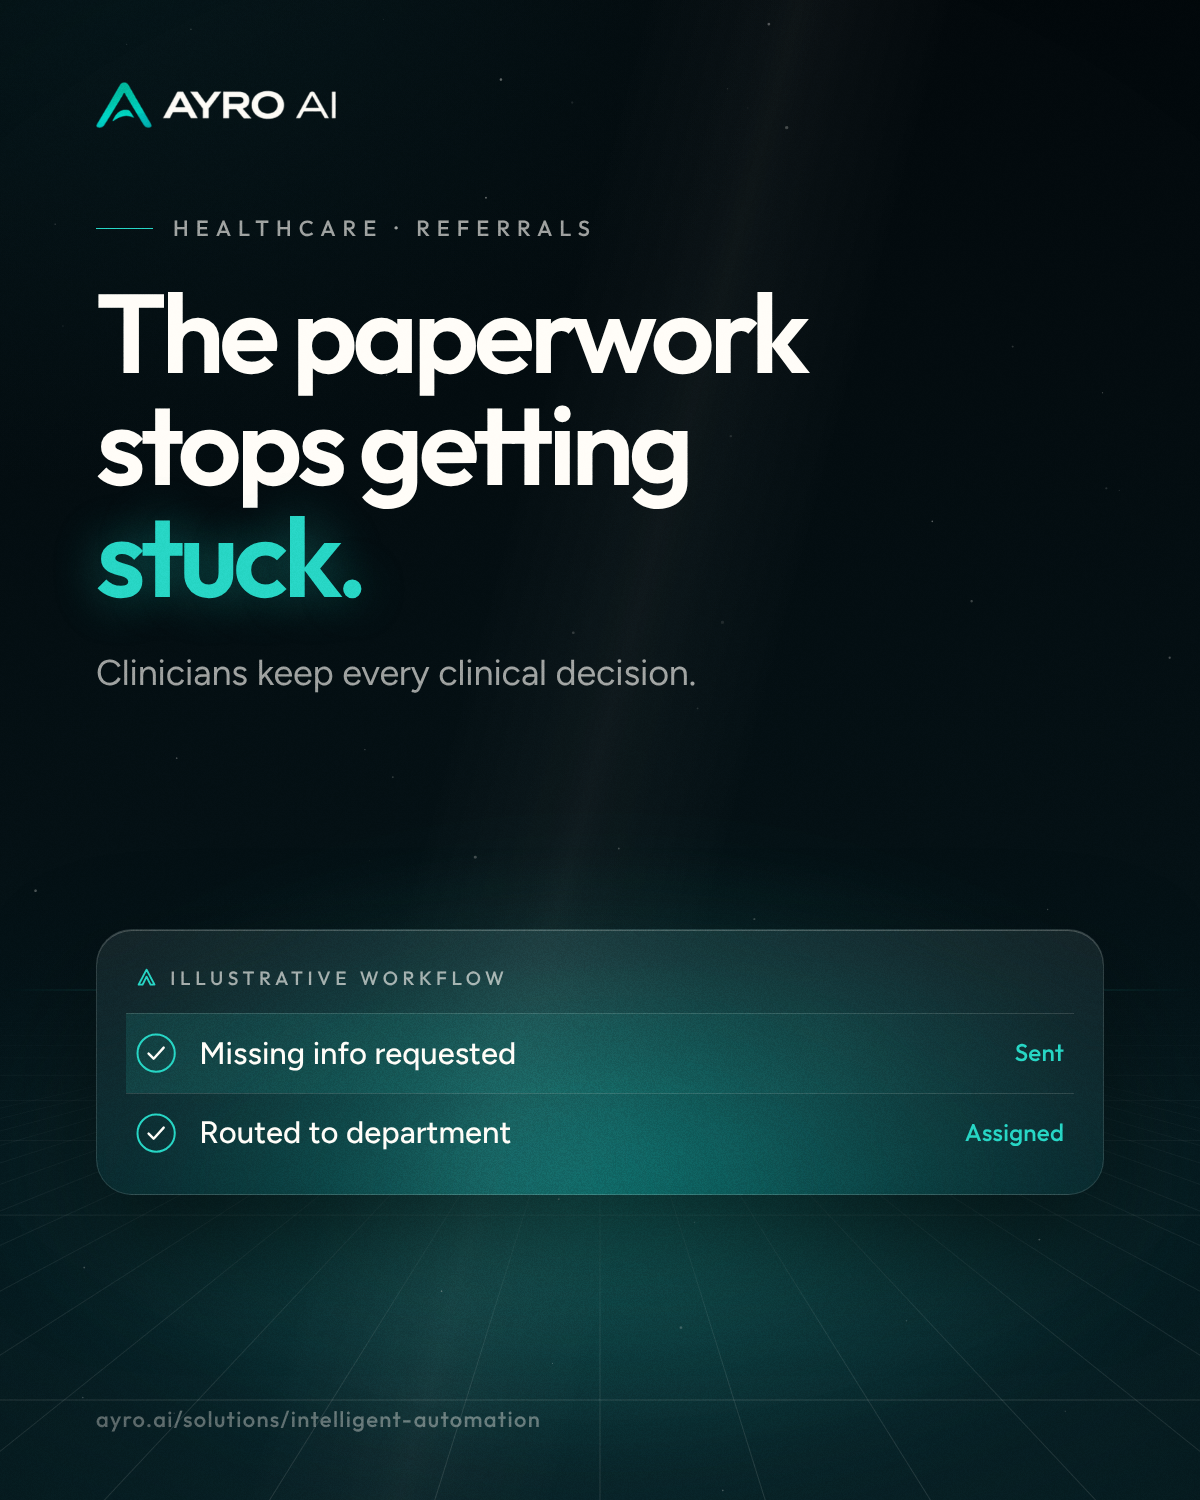 AYRO AI
HEALTHCARE · REFERRALS
The paperwork
stops getting
stuck.
Clinicians keep every clinical decision.
ILLUSTRATIVE WORKFLOW
Missing info requested
Sent
Routed to department
Assigned
ayro.ai/solutions/intelligent-automation